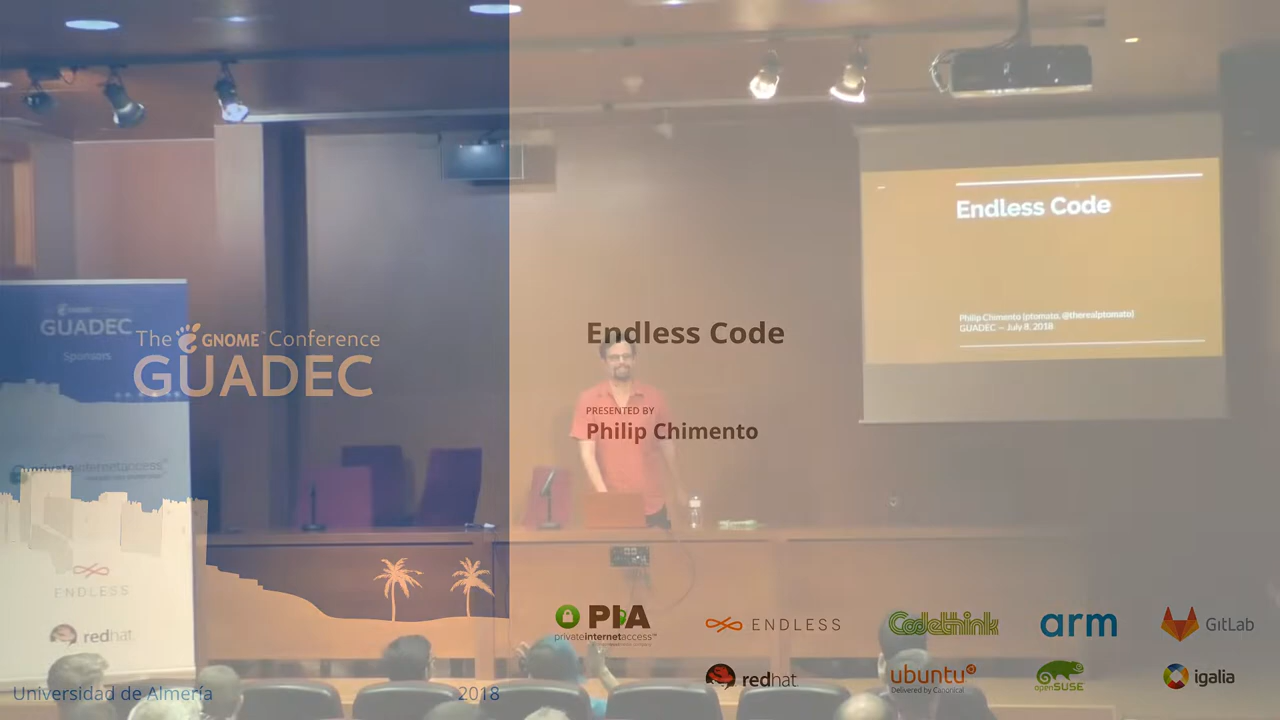 GUADEC
Sponsors
The GNOME Conference
GUADEC
privateinternetaccess
ENDLESS
redhat.
Universidad de Almería
2018
Endless Code
PRESENTED BY
Philip Chimento
Endless Code
Philip Chimento (ptomato, @therealptomato)
GUADEC — July 8, 2018
PIA
privateinternetaccess
ENDLESS
Codethink
arm
GitLab
redhat.
ubuntu
Delivered by Canonical
openSUSE
igalia